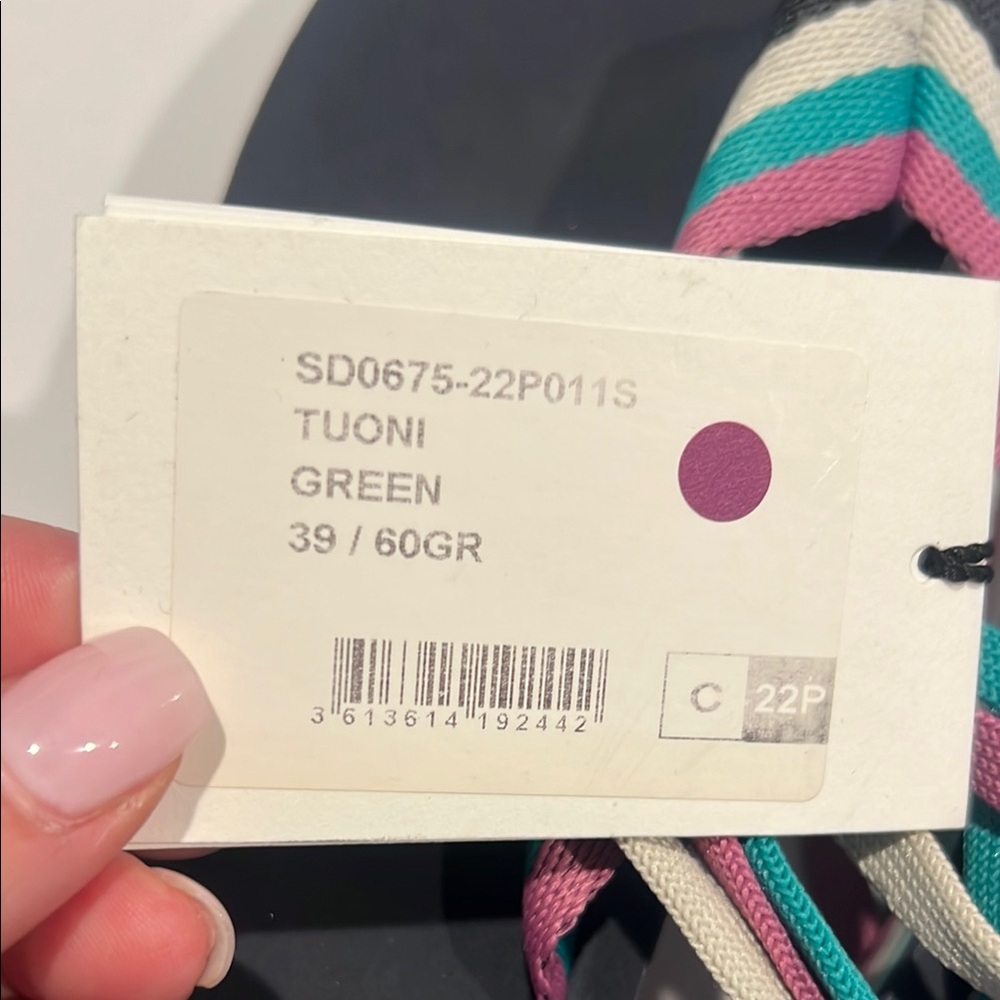 SD0675-22P011S
TUONI
GREEN
39 / 60GR
3 613614 192442
C 22P